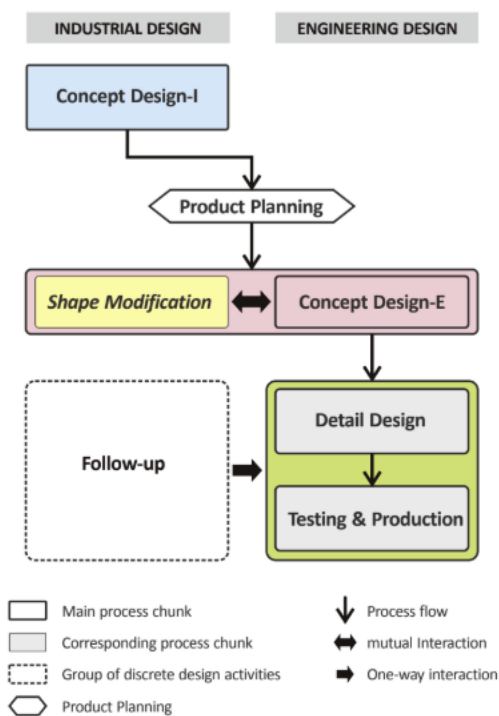 INDUSTRIAL DESIGN
ENGINEERING DESIGN
Concept Design-I
Product Planning
Shape Modification
Concept Design-E
Detail Design
Follow-up
Testing & Production
Main process chunk
Process flow
Corresponding process chunk
mutual Interaction
Group of discrete design activities
One-way interaction
Product Planning